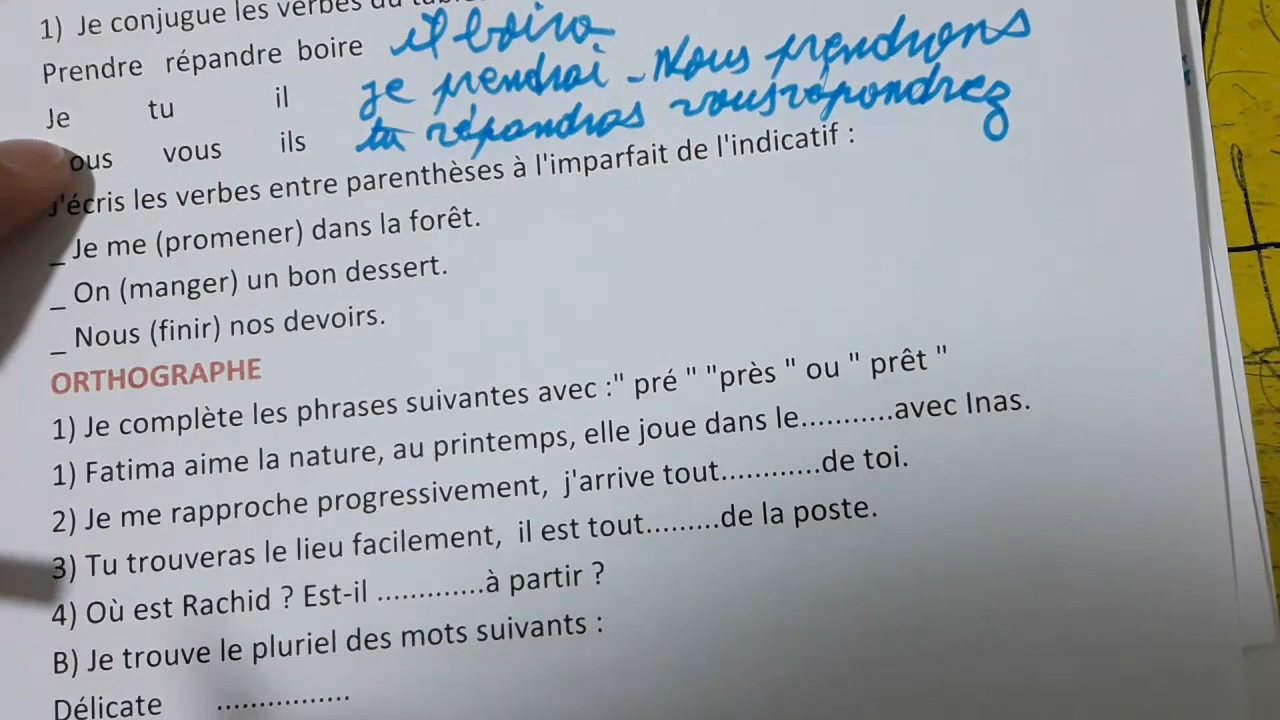 1) Je conjugue les verbes du
Prendre répandre boire il boira
Je tu il je prendrai - Nous prendrons
ous vous ils tu répandras vous répondrez
J'écris les verbes entre parenthèses à l'imparfait de l'indicatif :
_ Je me (promener) dans la forêt.
_ On (manger) un bon dessert.
_ Nous (finir) nos devoirs.
ORTHOGRAPHE
1) Je complète les phrases suivantes avec :" pré " "près " ou " prêt "
1) Fatima aime la nature, au printemps, elle joue dans le...........avec Inas.
2) Je me rapproche progressivement, j'arrive tout............de toi.
3) Tu trouveras le lieu facilement, il est tout.........de la poste.
4) Où est Rachid ? Est-il .............à partir ?
B) Je trouve le pluriel des mots suivants :
Délicate ................